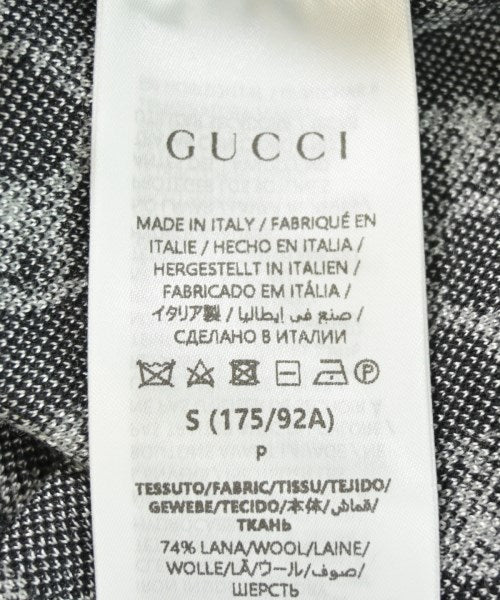 GUCCI
MADE IN ITALY / FABRIQUÉ EN
ITALIE / HECHO EN ITALIA /
HERGESTELLT IN ITALIEN /
FABRICADO EM ITÁLIA /
イタリア製 / صنع في إيطاليا /
СДЕЛАНО В ИТАЛИИ
P
S (175/92A)
P
TESSUTO/FABRIC/TISSU/TEJIDO/
GEWEBE/TECIDO/本体/قماش/
ТКАНЬ
74% LANA/WOOL/LAINE/
WOLLE/LÃ/ウール/صوف/
ШЕРСТЬ